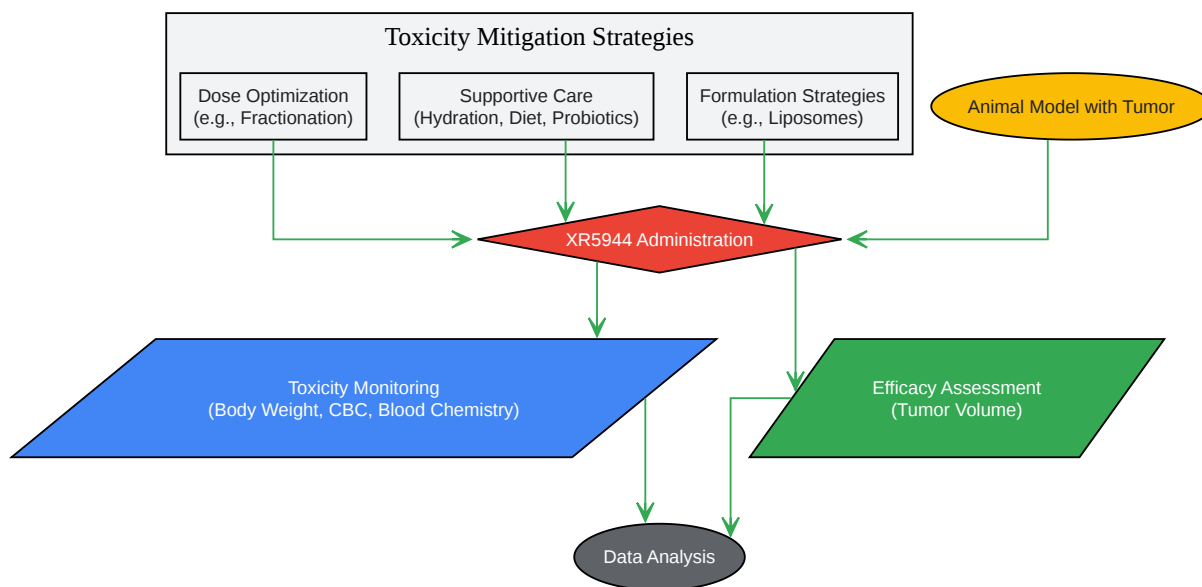 Toxicity Mitigation Strategies
Dose Optimization
(e.g., Fractionation)
Supportive Care
(Hydration, Diet, Probiotics)
Formulation Strategies
(e.g., Liposomes)
Animal Model with Tumor
XR5944 Administration
Toxicity Monitoring
(Body Weight, CBC, Blood Chemistry)
Efficacy Assessment
(Tumor Volume)
Data Analysis